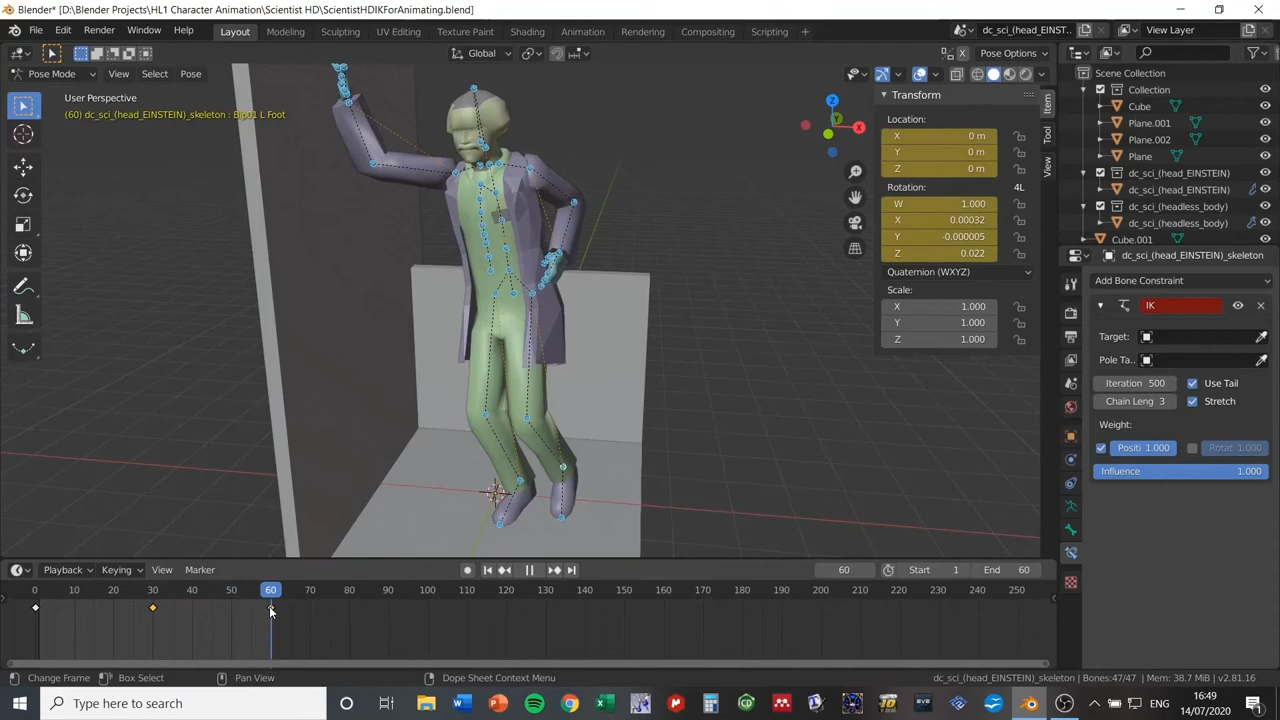 Blender* [D:\Blender Projects\HL1 Character Animation\Scientist HD\ScientistHDIKForAnimating.blend]
File Edit Render Window Help Layout Modeling Sculpting UV Editing Texture Paint Shading Animation Rendering Compositing Scripting + dc_sci_(head_EINST... View Layer
Global Pose Options
Pose Mode View Select Pose
User Perspective
(60) dc_sci_(head_EINSTEIN)_skeleton : Bip01 L Foot
Transform
Location:
X 0 m
Y 0 m
Z 0 m
Rotation: 4L
W 1.000
X 0.00032
Y -0.000005
Z 0.022
Quaternion (WXYZ)
Scale:
X 1.000
Y 1.000
Z 1.000
Item
Tool
View
Z
X
Y
Scene Collection
Collection
Cube
Plane.001
Plane.002
Plane
dc_sci_(head_EINSTEIN)
dc_sci_(head_EINSTEIN)
dc_sci_(headless_body)
dc_sci_(headless_body)
Cube.001
dc_sci_(head_EINSTEIN)_skeleton
Add Bone Constraint
IK
Target:
Pole Ta..
Iteration 500 Use Tail
Chain Leng 3 Stretch
Weight:
Positi 1.000 Rotat 1.000
Influence 1.000
Playback Keying View Marker 60 Start 1 End 60
0 10 20 30 40 50 60 70 80 90 100 110 120 130 140 150 160 170 180 190 200 210 220 230 240 250
Change Frame Box Select Pan View Dope Sheet Context Menu dc_sci_(head_EINSTEIN)_skeleton | Bones:47/47 | Mem: 38.7 MiB | v2.81.16
Type here to search ENG 16:49
14/07/2020